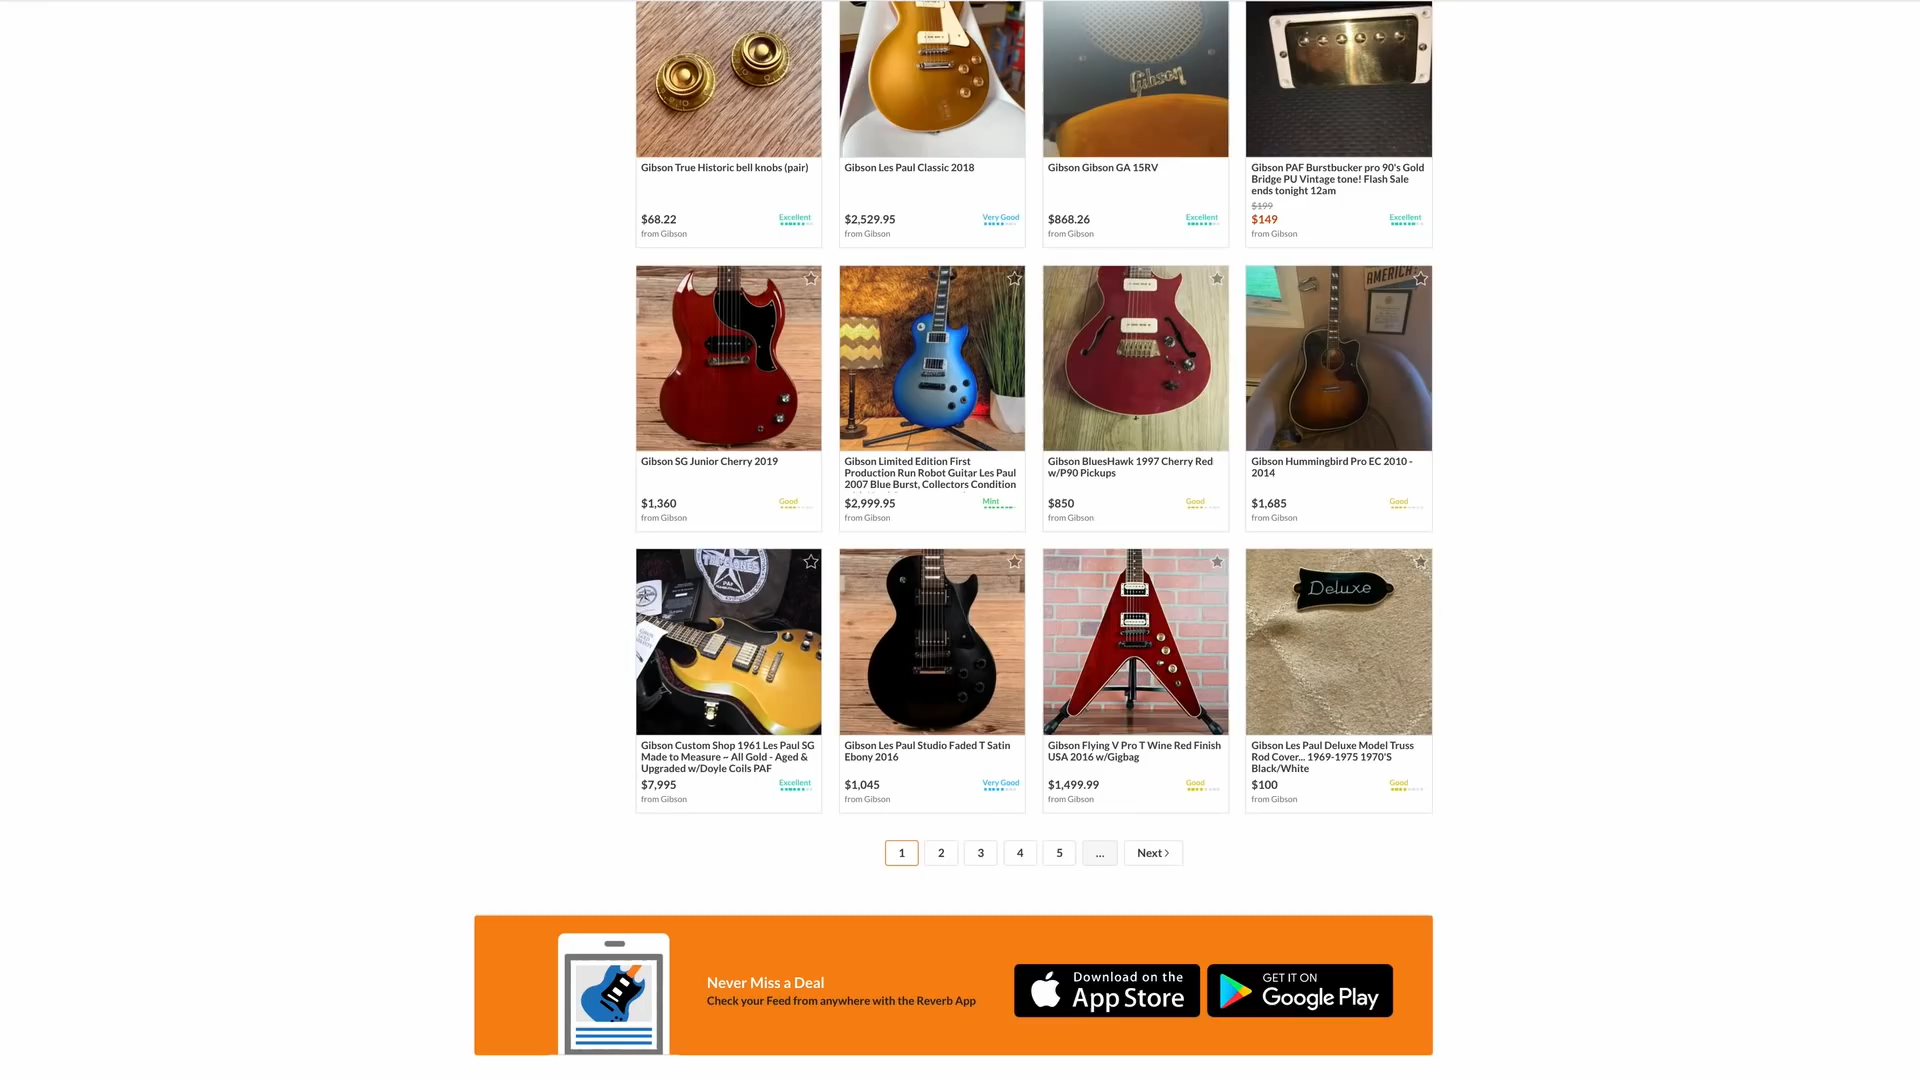 Gibson
Gibson True Historic bell knobs (pair)
$68.22
Excellent
from Gibson
Gibson Les Paul Classic 2018
$2,529.95
Very Good
from Gibson
Gibson Gibson GA 15RV
$868.26
Excellent
from Gibson
Gibson PAF Burstbucker pro 90's Gold
Bridge PU Vintage tone! Flash Sale
ends tonight 12am
$199
$149
Excellent
from Gibson
AMERICA
Gibson SG Junior Cherry 2019
$1,360
Good
from Gibson
Gibson Limited Edition First
Production Run Robot Guitar Les Paul
2007 Blue Burst, Collectors Condition
$2,999.95
Mint
from Gibson
Gibson BluesHawk 1997 Cherry Red
w/P90 Pickups
$850
Good
from Gibson
Gibson Hummingbird Pro EC 2010 -
2014
$1,685
Good
from Gibson
Deluxe
Gibson Custom Shop 1961 Les Paul SG
Made to Measure ~ All Gold - Aged &
Upgraded w/Doyle Coils PAF
$7,995
Excellent
from Gibson
Gibson Les Paul Studio Faded T Satin
Ebony 2016
$1,045
Very Good
from Gibson
Gibson Flying V Pro T Wine Red Finish
USA 2016 w/Gigbag
$1,499.99
Good
from Gibson
Gibson Les Paul Deluxe Model Truss
Rod Cover... 1969-1975 1970'S
Black/White
$100
Good
from Gibson
1 2 3 4 5 ... Next >
Never Miss a Deal
Check your Feed from anywhere with the Reverb App
Download on the
App Store
GET IT ON
Google Play